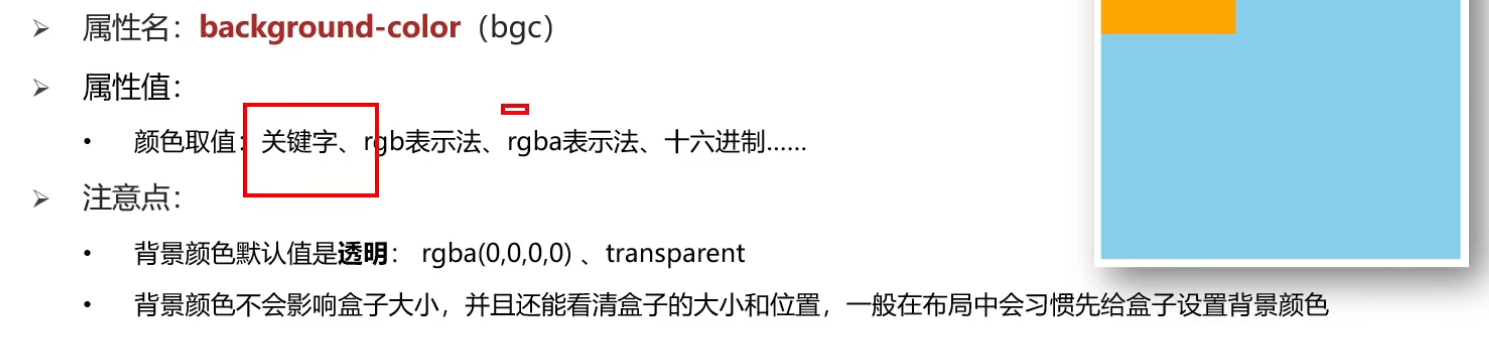 属性名：background-color（bgc）
属性值：
颜色取值：关键字、rgb表示法、rgba表示法、十六进制……
注意点：
背景颜色默认值是透明： rgba(0,0,0,0) 、transparent
背景颜色不会影响盒子大小，并且还能看清盒子的大小和位置，一般在布局中会习惯先给盒子设置背景颜色